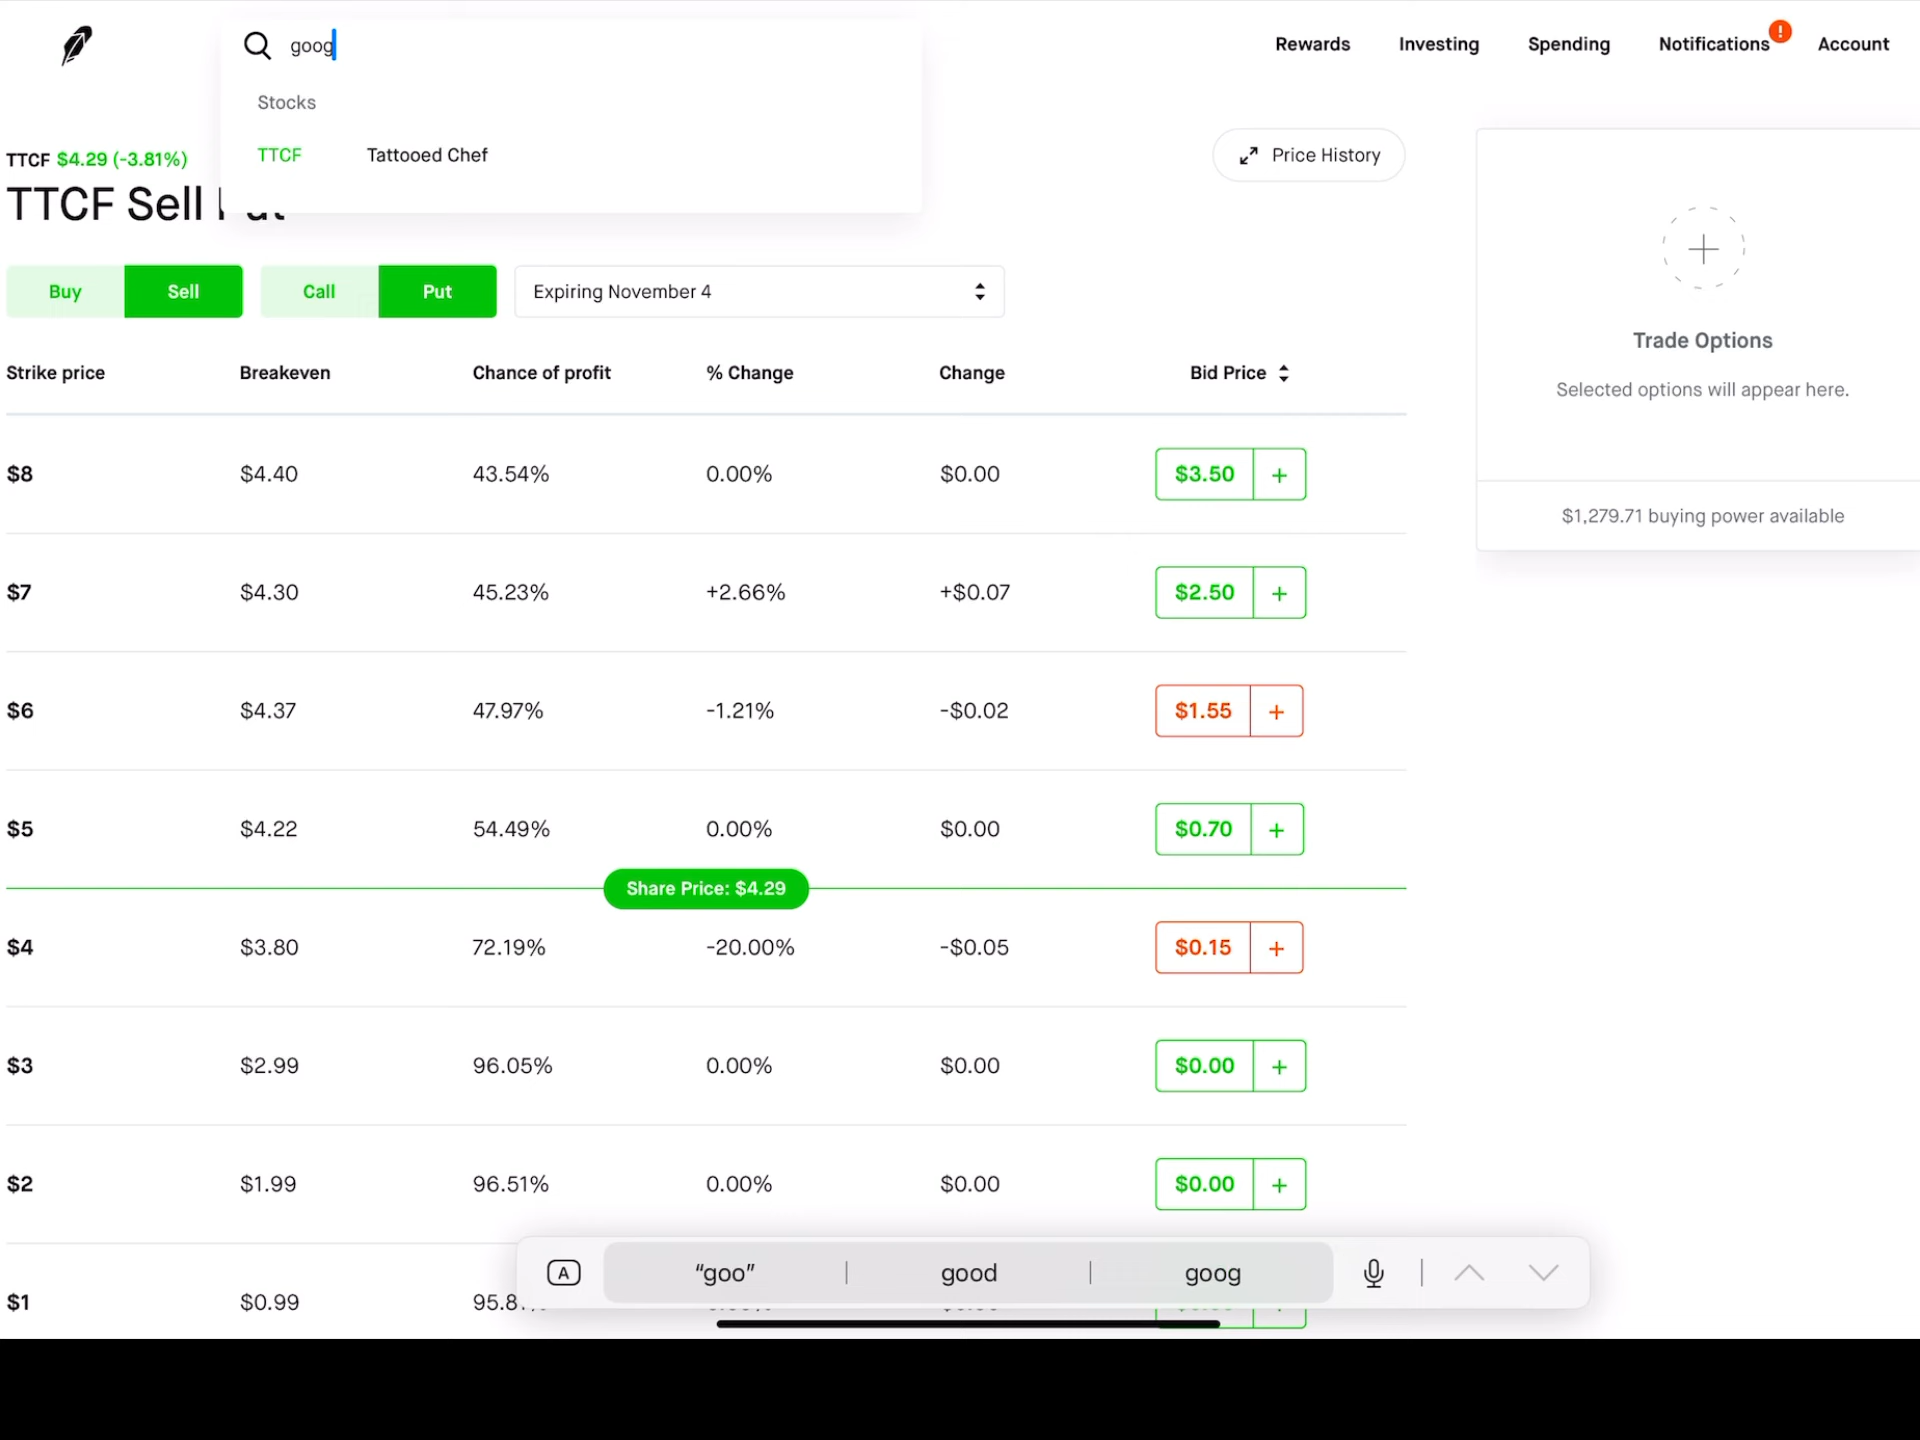 goog
Rewards
Investing
Spending
Notifications
!
Account
Stocks
TTCF
Tattooed Chef
TTCF $4.29 (-3.81%)
Price History
TTCF Sell Put
Buy
Sell
Call
Put
Expiring November 4
Trade Options
Selected options will appear here.
$1,279.71 buying power available
Strike price Breakeven Chance of profit % Change Change Bid Price
$8 $4.40 43.54% 0.00% $0.00 $3.50 +
$7 $4.30 45.23% +2.66% +$0.07 $2.50 +
$6 $4.37 47.97% -1.21% -$0.02 $1.55 +
$5 $4.22 54.49% 0.00% $0.00 $0.70 +
Share Price: $4.29
$4 $3.80 72.19% -20.00% -$0.05 $0.15 +
$3 $2.99 96.05% 0.00% $0.00 $0.00 +
$2 $1.99 96.51% 0.00% $0.00 $0.00 +
$1 $0.99
A “goo” good goog